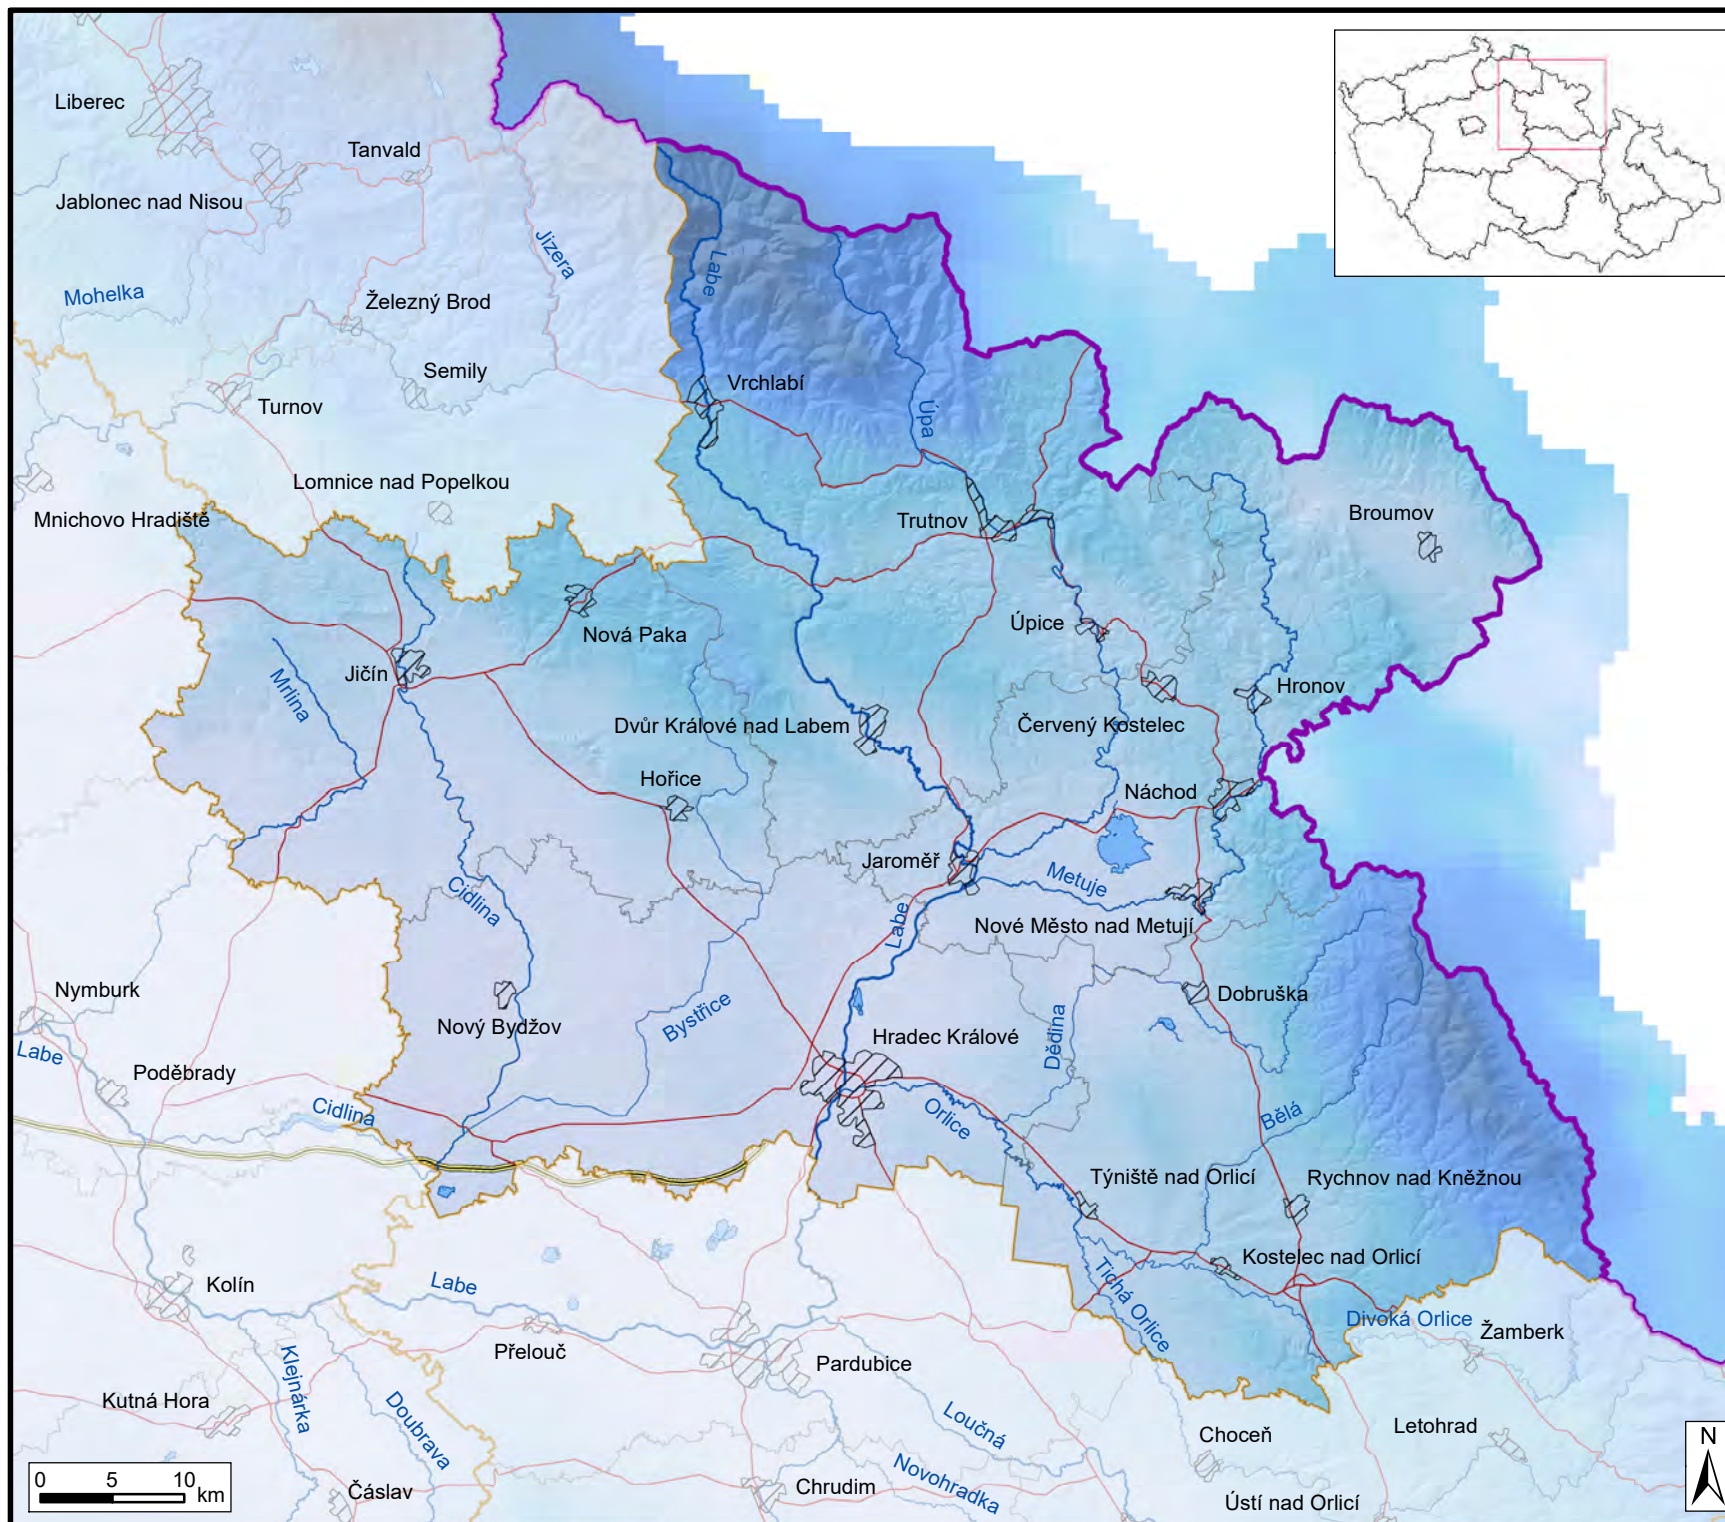 Liberec
Tanvald
Jablonec nad Nisou
Jizera
Labe
Mohelka
Železný Brod
Semily
Vrchlabí
Turnov
Úpa
Lomnice nad Popelkou
Mnichovo Hradiště
Trutnov
Broumov
Úpice
Nová Paka
Jičín
Mrlina
Hronov
Dvůr Králové nad Labem
Červený Kostelec
Hořice
Náchod
Jaroměř
Metuje
Cidlina
Labe
Nové Město nad Metují
Nymburk
Dobruška
Nový Bydžov
Bystřice
Hradec Králové
Dědina
Labe
Poděbrady
Cidlina
Orlice
Bělá
Týniště nad Orlicí
Rychnov nad Kněžnou
Kostelec nad Orlicí
Kolín
Labe
Tichá Orlice
Divoká Orlice
Žamberk
Přelouč
Pardubice
Klejnárka
Kutná Hora
Doubrava
Loučná
Choceň
Letohrad
N
Novohradka
Chrudim
Čáslav
Ústí nad Orlicí
0 5 10
km